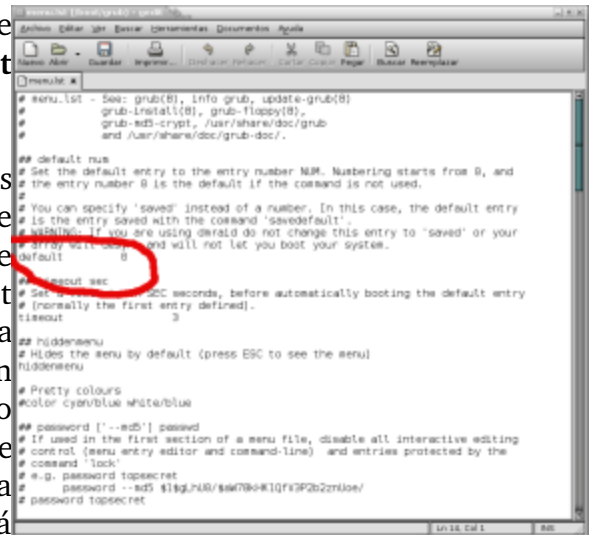 menu.lst (/boot/grub) - gedit
Archivo Editar Ver Buscar Herramientas Documentos Ayuda
Nuevo Abrir Guardar Imprimir... Deshacer Rehacer Cortar Copiar Pegar Buscar Reemplazar
menu.lst
# menu.lst - See: grub(8), info grub, update-grub(8)
# grub-install(8), grub-floppy(8),
# grub-md5-crypt, /usr/share/doc/grub
# and /usr/share/doc/grub-doc/.
## default num
# Set the default entry to the entry number NUM. Numbering starts from 0, and
# the entry number 0 is the default if the command is not used.
#
# You can specify 'saved' instead of a number. In this case, the default entry
# is the entry saved with the command 'savedefault'.
# WARNING: If you are using dmraid do not change this entry to 'saved' or your
# array will and will not let you boot your system.
default 0
## timeout sec
# Set a SEC seconds, before automatically booting the default entry
# (normally the first entry defined).
timeout 3
## hiddenmenu
# Hides the menu by default (press ESC to see the menu)
hiddenmenu
# Pretty colours
#color cyan/blue white/blue
## password ['--md5'] passwd
# If used in the first section of a menu file, disable all interactive editing
# control (menu entry editor and command-line) and entries protected by the
# command 'lock'
# e.g. password topsecret
# password --md5
# password topsecret
e
t
s
e
e
t
a
n
o
e
a
á